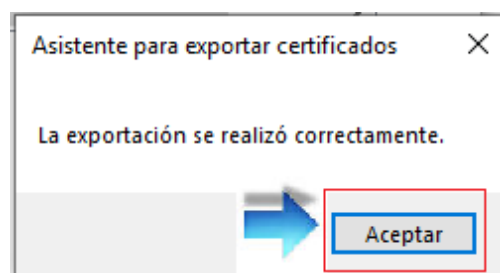 Asistente para exportar certificados
La exportación se realizó correctamente.
Aceptar